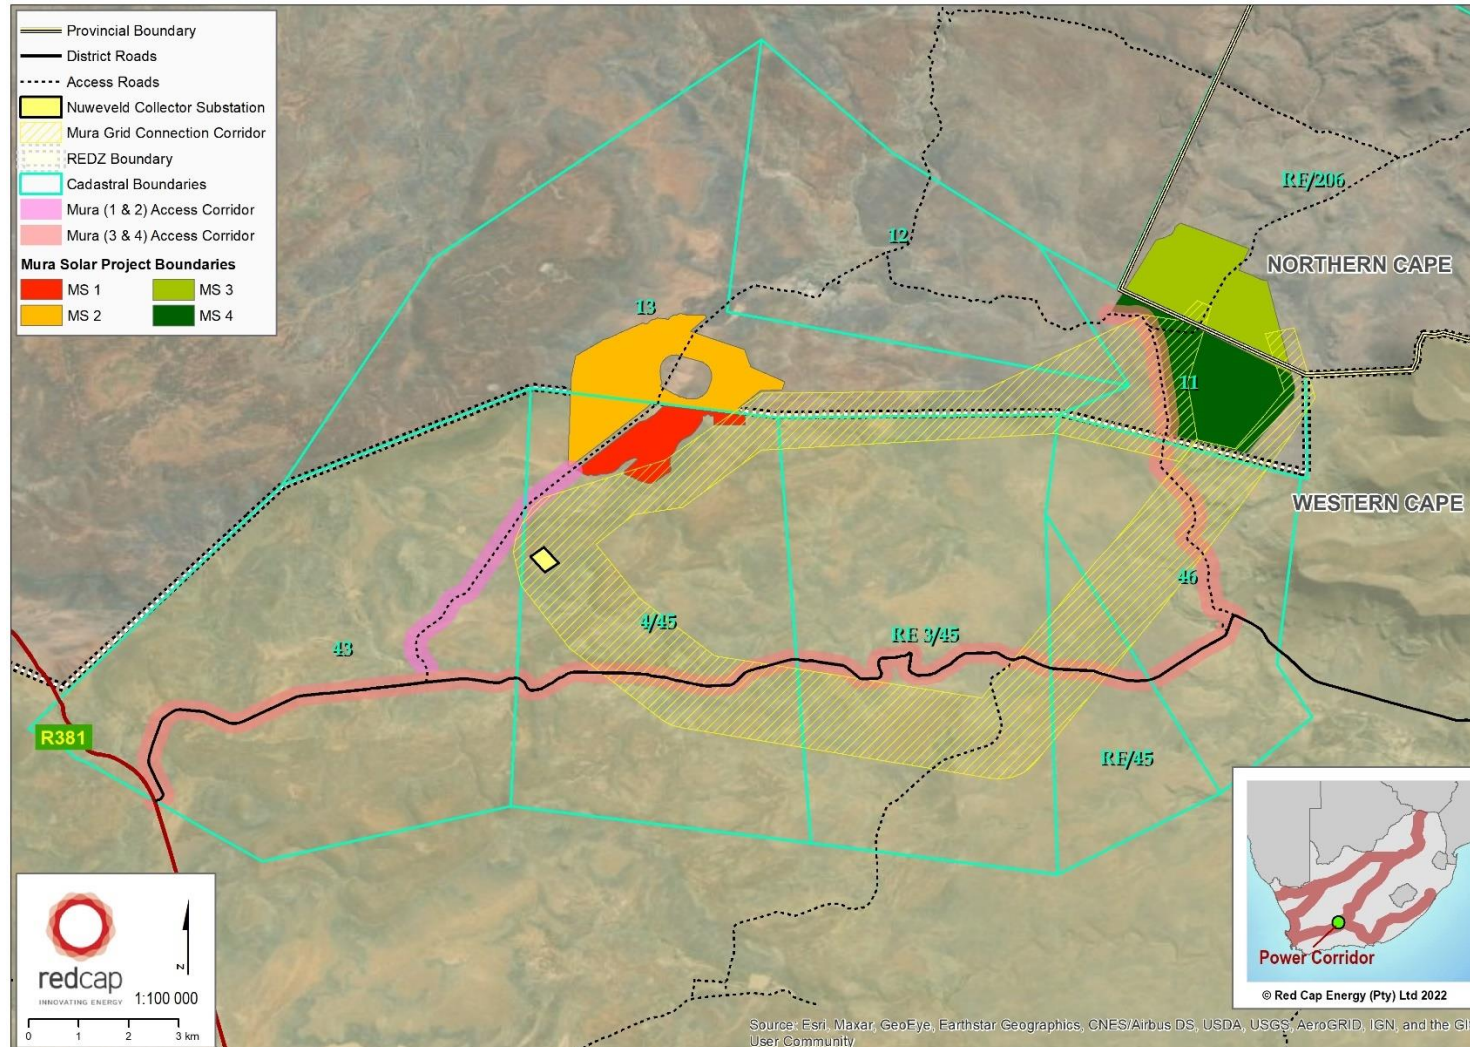 Provincial Boundary
District Roads
Access Roads
Nuweveld Collector Substation
Mura Grid Connection Corridor
REDZ Boundary
Cadastral Boundaries
Mura (1 & 2) Access Corridor
Mura (3 & 4) Access Corridor
Mura Solar Project Boundaries
MS 1
MS 3
MS 2
MS 4
RE/206
12
NORTHERN CAPE
13
11
WESTERN CAPE
46
4/45
RE 3/45
43
R381
RE/45
redcap
INNOVATING ENERGY
N
1:100 000
0 1 2 3 km
Power Corridor
© Red Cap Energy (Pty) Ltd 2022
Source: Esri, Maxar, GeoEye, Earthstar Geographics, CNES/Airbus DS, USDA, USGS, AeroGRID, IGN, and the GI
User Community